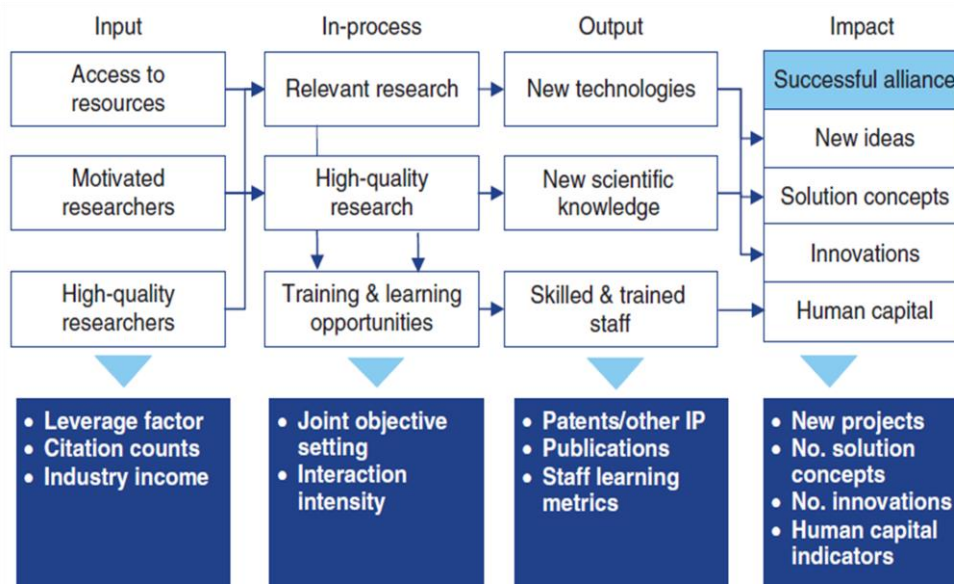 Input
In-process
Output
Impact
Access to
resources
Relevant research
New technologies
Successful alliance
New ideas
Motivated
researchers
High-quality
research
New scientific
knowledge
Solution concepts
Innovations
High-quality
researchers
Training & learning
opportunities
Skilled & trained
staff
Human capital
• Leverage factor
• Citation counts
• Industry income
• Joint objective
setting
• Interaction
intensity
• Patents/other IP
• Publications
• Staff learning
metrics
• New projects
• No. solution
concepts
• No. innovations
• Human capital
indicators